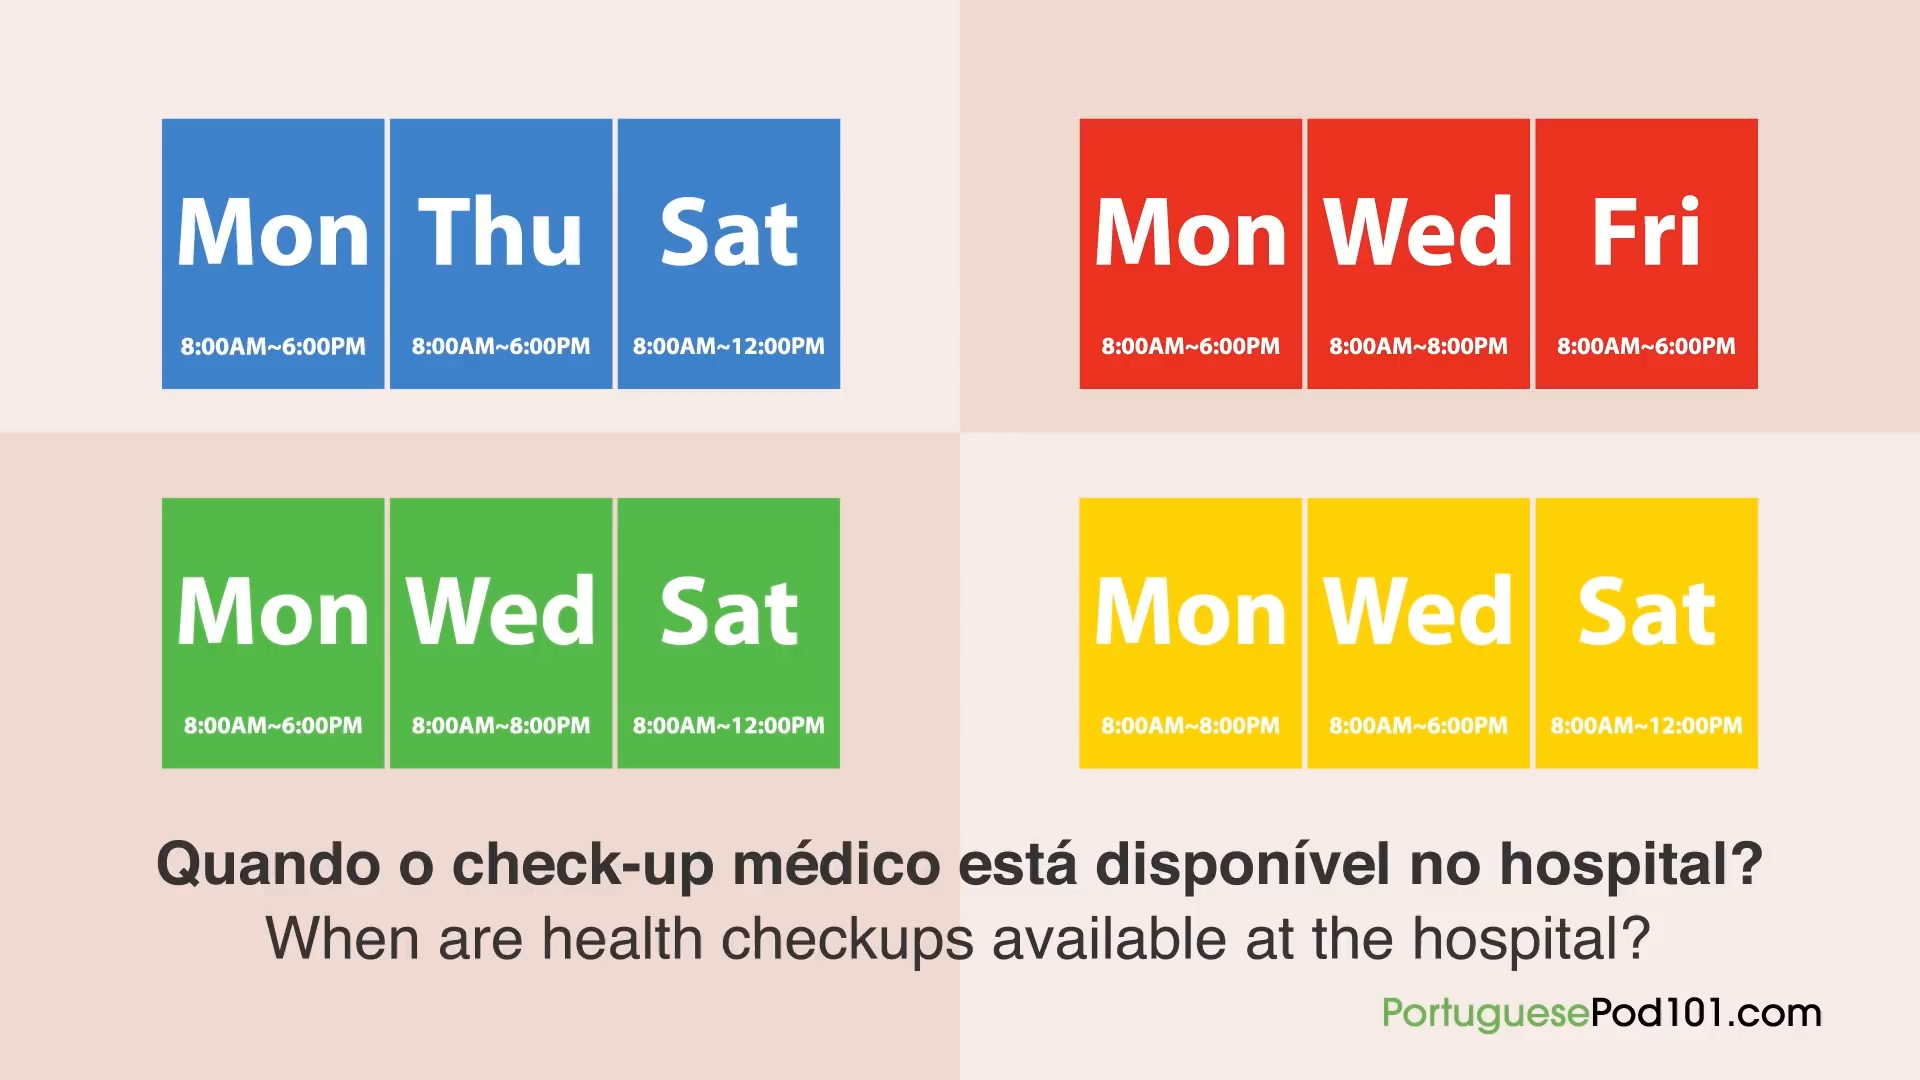 Mon Thu Sat
8:00AM~6:00PM 8:00AM~6:00PM 8:00AM~12:00PM
Mon Wed Fri
8:00AM~6:00PM 8:00AM~8:00PM 8:00AM~6:00PM
Mon Wed Sat
8:00AM~6:00PM 8:00AM~8:00PM 8:00AM~12:00PM
Mon Wed Sat
8:00AM~8:00PM 8:00AM~6:00PM 8:00AM~12:00PM
Quando o check-up médico está disponível no hospital?
When are health checkups available at the hospital?
PortuguesePod101.com